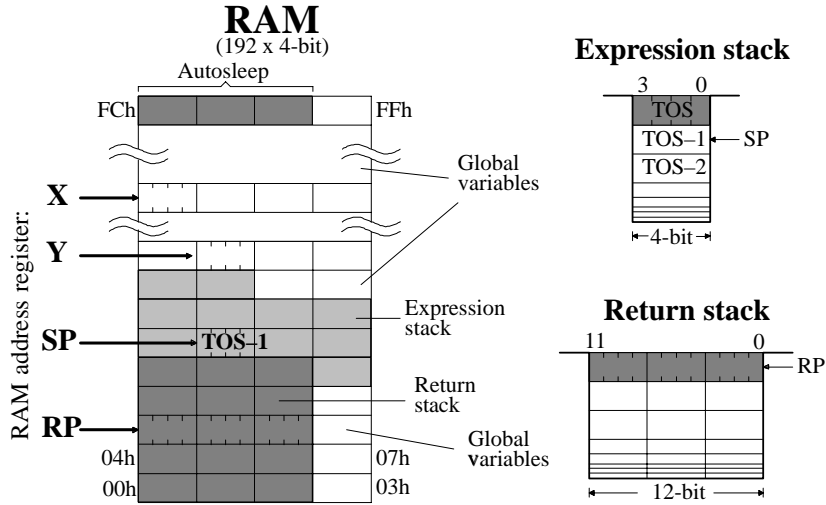 RAM
(192 x 4-bit)
Autosleep
FCh
FFh
Global
variables
X
Y
Expression
stack
SP
TOS–1
Return
stack
RP
Global
variables
04h
07h
00h
03h
RAM address register:
Expression stack
3 0
TOS
TOS–1
SP
TOS–2
4-bit
Return stack
11 0
RP
12-bit